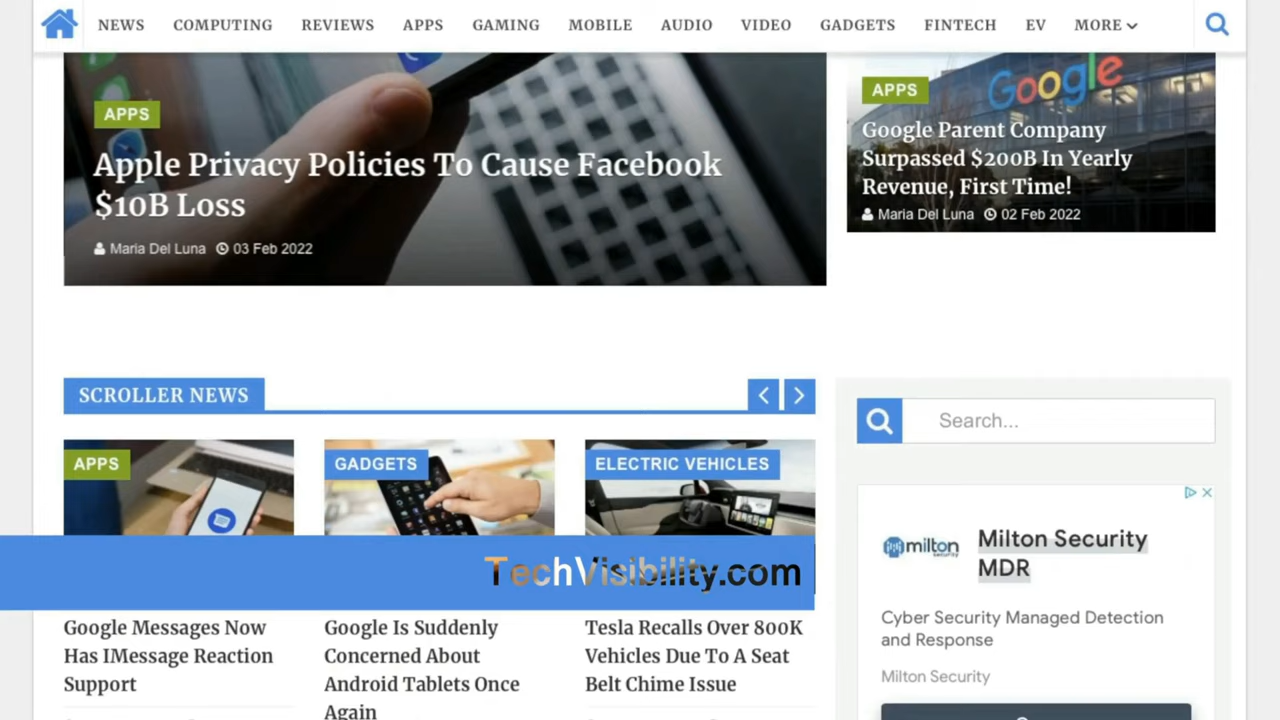 NEWS COMPUTING REVIEWS APPS GAMING MOBILE AUDIO VIDEO GADGETS FINTECH EV MORE
APPS
Apple Privacy Policies To Cause Facebook
$10B Loss
Maria Del Luna 03 Feb 2022
Google
APPS
Google Parent Company
Surpassed $200B In Yearly
Revenue, First Time!
Maria Del Luna 02 Feb 2022
SCROLLER NEWS
Search...
APPS
GADGETS
ELECTRIC VEHICLES
TechVisibility.com
Google Messages Now
Has IMessage Reaction
Support
Google Is Suddenly
Concerned About
Android Tablets Once
Again
Tesla Recalls Over 800K
Vehicles Due To A Seat
Belt Chime Issue
milton
security
Milton Security
MDR
Cyber Security Managed Detection
and Response
Milton Security